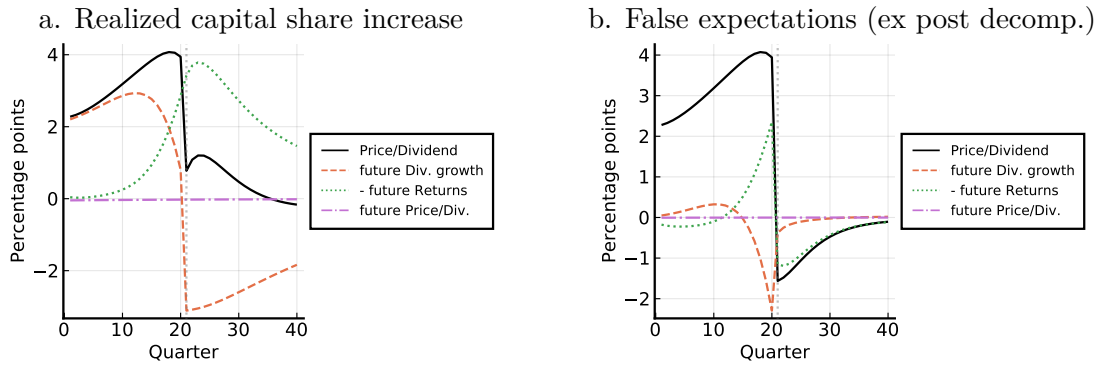 a. Realized capital share increase
4
2
0
−2
0
10
20
30
40
Percentage points
Quarter
Price/Dividend
future Div. growth
- future Returns
future Price/Div.
b. False expectations (ex post decomp.)
4
3
2
1
0
−1
−2
0
10
20
30
40
Percentage points
Quarter
Price/Dividend
future Div. growth
- future Returns
future Price/Div.